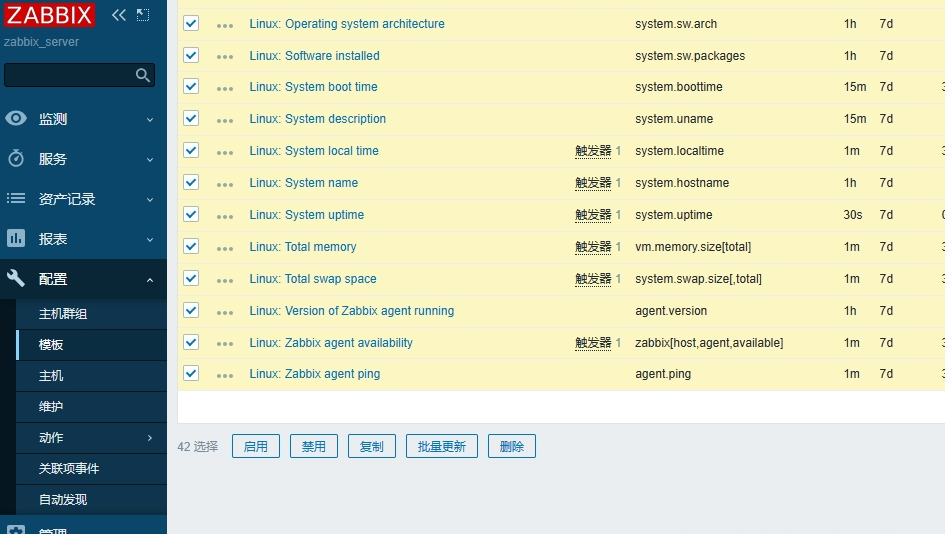 ZABBIX
zabbix_server
监测
服务
资产记录
报表
配置
主机群组
模板
主机
维护
动作
关联项事件
自动发现
管理
Linux: Operating system architecture system.sw.arch 1h 7d
Linux: Software installed system.sw.packages 1h 7d
Linux: System boot time system.boottime 15m 7d
Linux: System description system.uname 15m 7d
Linux: System local time 触发器 1 system.localtime 1m 7d
Linux: System name 触发器 1 system.hostname 1h 7d
Linux: System uptime 触发器 1 system.uptime 30s 7d
Linux: Total memory 触发器 1 vm.memory.size[total] 1m 7d
Linux: Total swap space 触发器 1 system.swap.size[,total] 1m 7d
Linux: Version of Zabbix agent running agent.version 1h 7d
Linux: Zabbix agent availability 触发器 1 zabbix[host,agent,available] 1m 7d
Linux: Zabbix agent ping agent.ping 1m 7d
42 选择 启用 禁用 复制 批量更新 删除